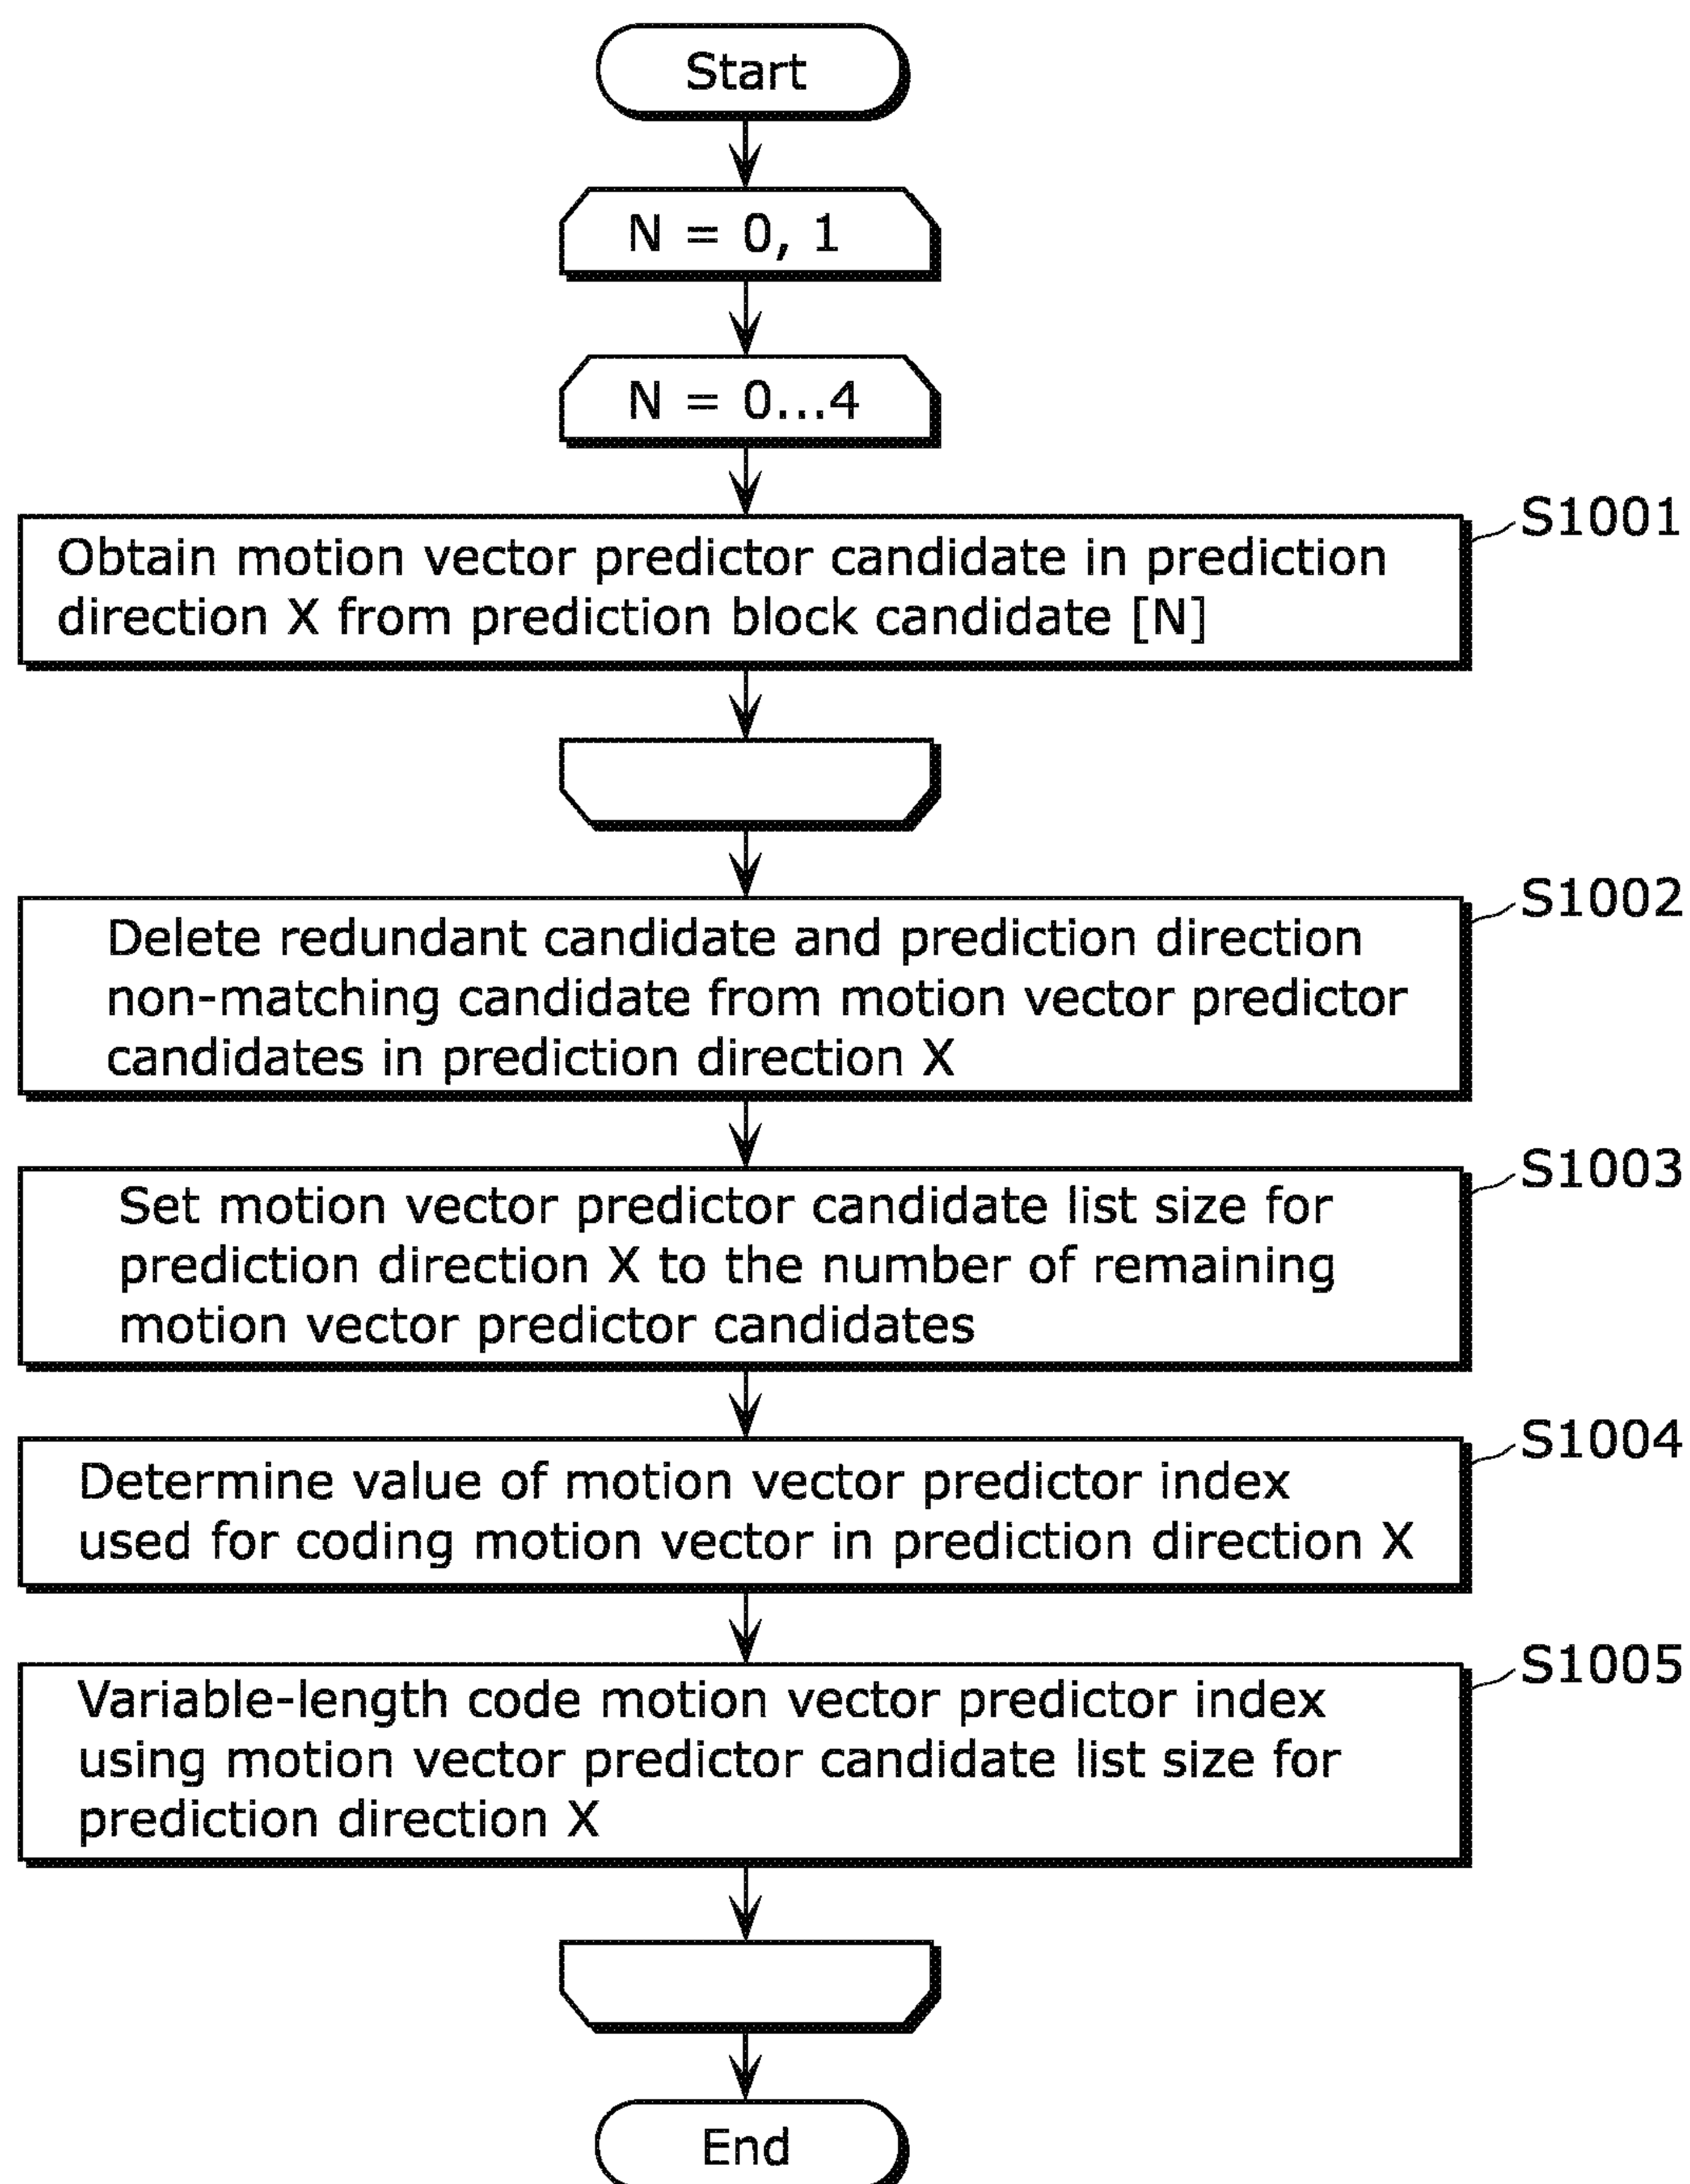 Start
N = 0, 1
N = 0...4
S1001
Obtain motion vector predictor candidate in prediction
direction X from prediction block candidate [N]
S1002
Delete redundant candidate and prediction direction
non-matching candidate from motion vector predictor
candidates in prediction direction X
S1003
Set motion vector predictor candidate list size for
prediction direction X to the number of remaining
motion vector predictor candidates
S1004
Determine value of motion vector predictor index
used for coding motion vector in prediction direction X
S1005
Variable-length code motion vector predictor index
using motion vector predictor candidate list size for
prediction direction X
End